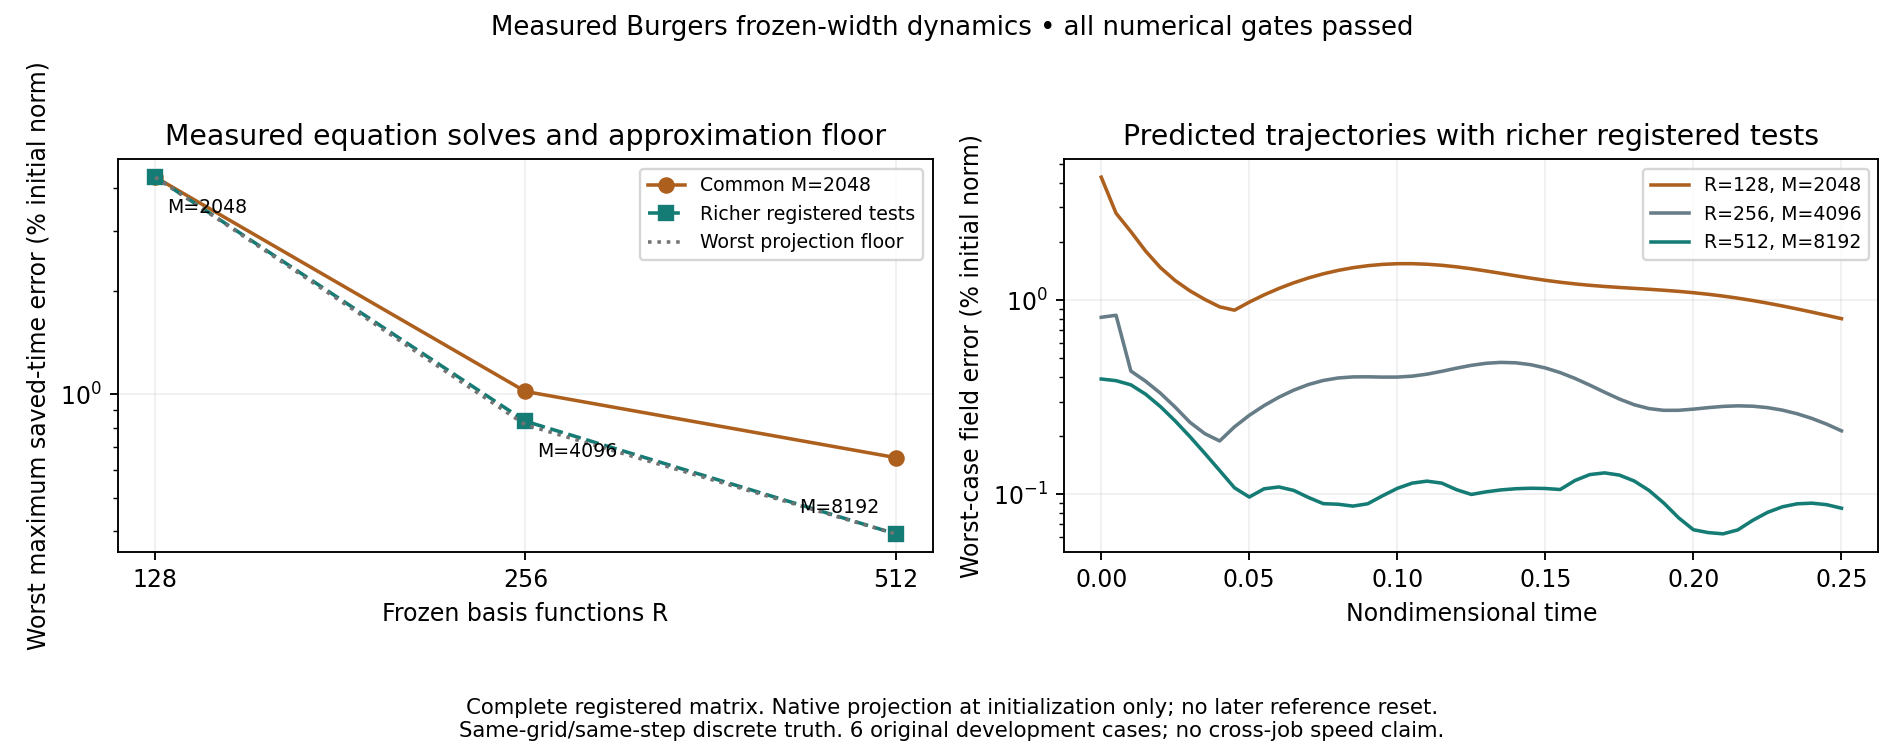 Measured Burgers frozen-width dynamics • all numerical gates passed
Measured equation solves and approximation floor
Worst maximum saved-time error (% initial norm)
10⁰
Common M=2048
Richer registered tests
Worst projection floor
M=2048
M=4096
M=8192
128 256 512
Frozen basis functions R
Predicted trajectories with richer registered tests
Worst-case field error (% initial norm)
10⁰
10⁻¹
R=128, M=2048
R=256, M=4096
R=512, M=8192
0.00 0.05 0.10 0.15 0.20 0.25
Nondimensional time
Complete registered matrix. Native projection at initialization only; no later reference reset.
Same-grid/same-step discrete truth. 6 original development cases; no cross-job speed claim.